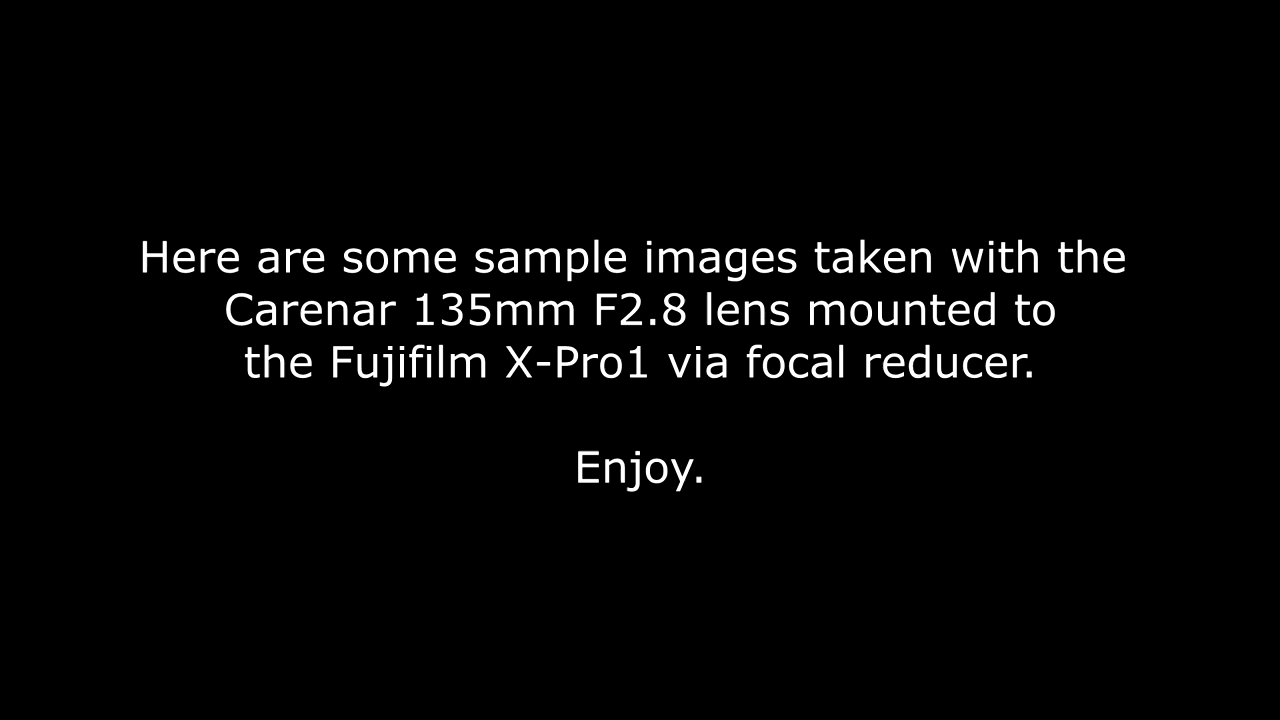 Here are some sample images taken with the
Carenar 135mm F2.8 lens mounted to
the Fujifilm X-Pro1 via focal reducer.
Enjoy.